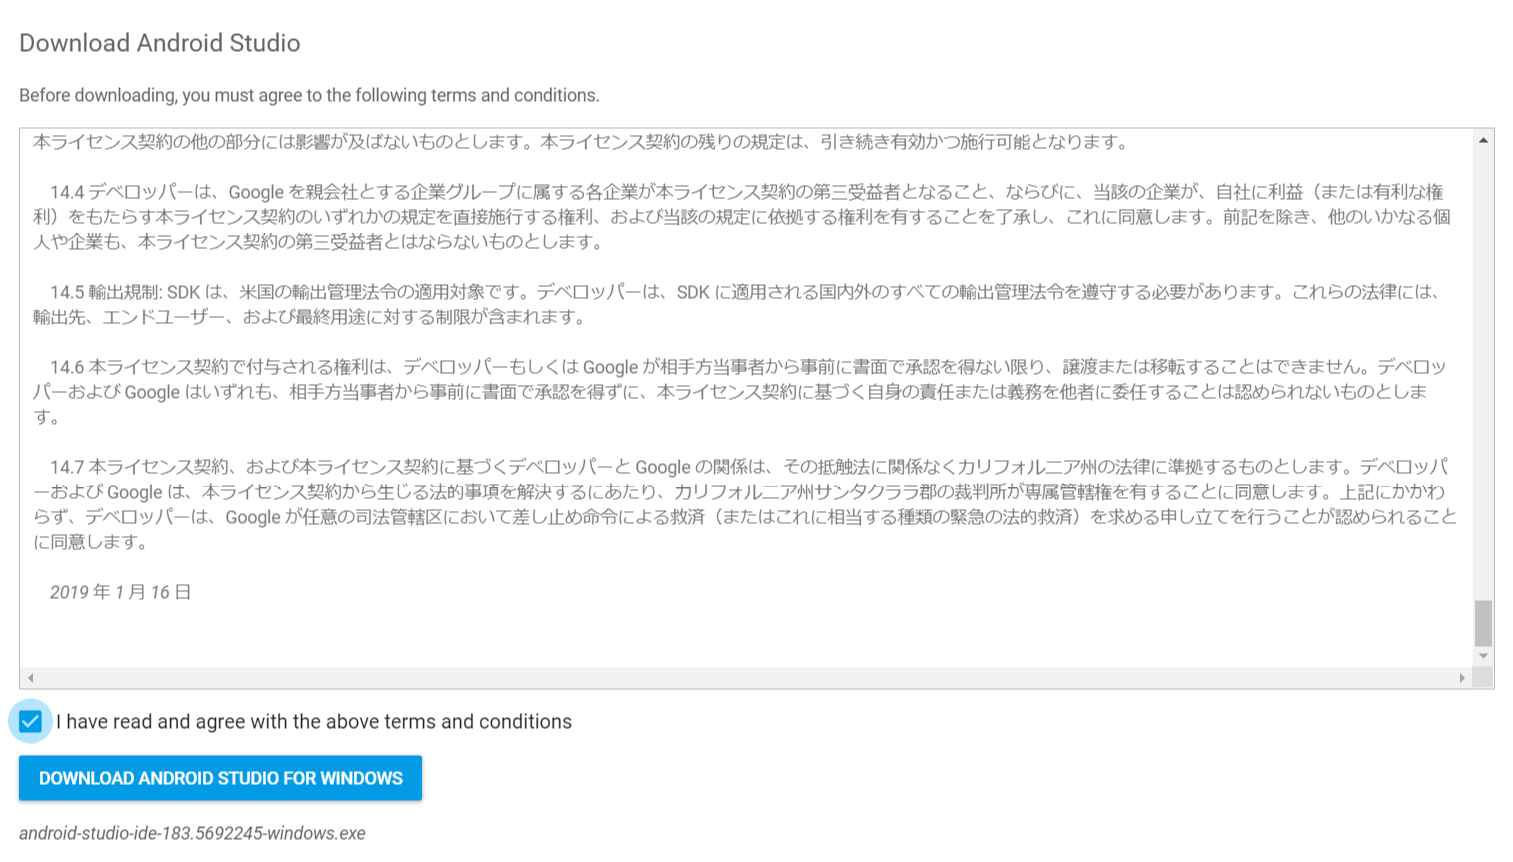 Download Android Studio
Before downloading, you must agree to the following terms and conditions.
本ライセンス契約の他の部分には影響が及ばないものとします。本ライセンス契約の残りの規定は、引き続き有効かつ施行可能となります。
14.4 デベロッパーは、Google を親会社とする企業グループに属する各企業が本ライセンス契約の第三受益者となること、ならびに、当該の企業が、自社に利益（または有利な権
利）をもたらす本ライセンス契約のいずれかの規定を直接施行する権利、および当該の規定に依拠する権利を有することを了承し、これに同意します。前記を除き、他のいかなる個
人や企業も、本ライセンス契約の第三受益者とはならないものとします。
14.5 輸出規制: SDK は、米国の輸出管理法令の適用対象です。デベロッパーは、SDK に適用される国内外のすべての輸出管理法令を遵守する必要があります。これらの法律には、
輸出先、エンドユーザー、および最終用途に対する制限が含まれます。
14.6 本ライセンス契約で付与される権利は、デベロッパーもしくは Google が相手方当事者から事前に書面で承認を得ない限り、譲渡または移転することはできません。デベロッ
パーおよび Google はいずれも、相手方当事者から事前に書面で承認を得ずに、本ライセンス契約に基づく自身の責任または義務を他者に委任することは認められないものとしま
す。
14.7 本ライセンス契約、および本ライセンス契約に基づくデベロッパーと Google の関係は、その抵触法に関係なくカリフォルニア州の法律に準拠するものとします。デベロッパ
ーおよび Google は、本ライセンス契約から生じる法的事項を解決するにあたり、カリフォルニア州サンタクララ郡の裁判所が専属管轄権を有することに同意します。上記にかかわ
らず、デベロッパーは、Google が任意の司法管轄区において差し止め命令による救済（またはこれに相当する種類の緊急の法的救済）を求める申し立てを行うことが認められること
に同意します。
2019 年 1 月 16 日
I have read and agree with the above terms and conditions
DOWNLOAD ANDROID STUDIO FOR WINDOWS
android-studio-ide-183.5692245-windows.exe